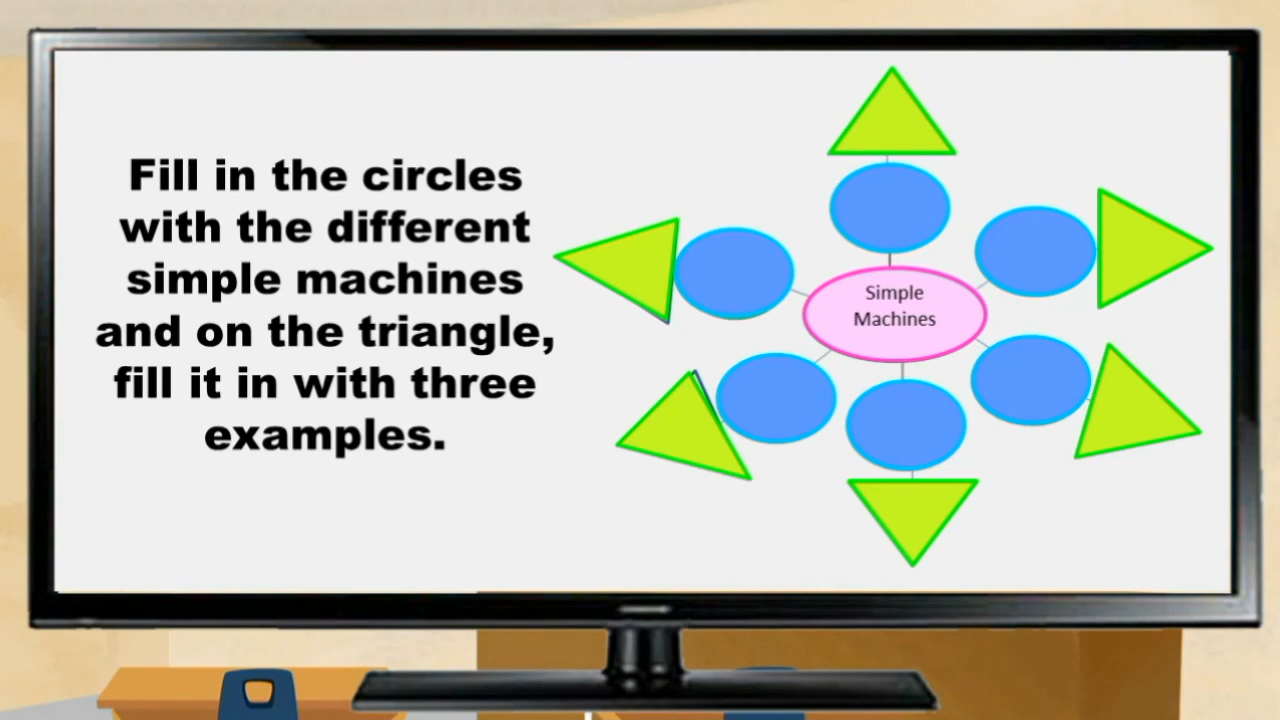 Fill in the circles
with the different
simple machines
and on the triangle,
fill it in with three
examples.
Simple
Machines